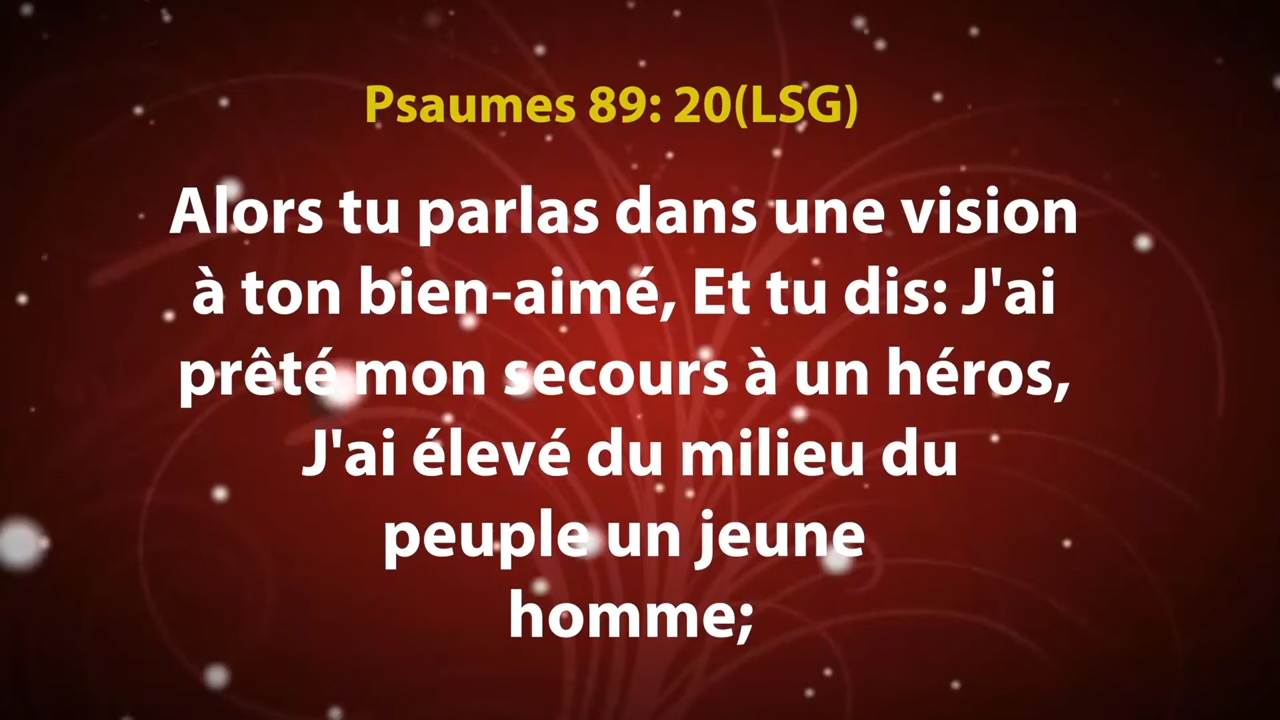 Psaumes 89: 20(LSG)
Alors tu parlas dans une vision
à ton bien-aimé, Et tu dis: J'ai
prêté mon secours à un héros,
J'ai élevé du milieu du
peuple un jeune
homme;